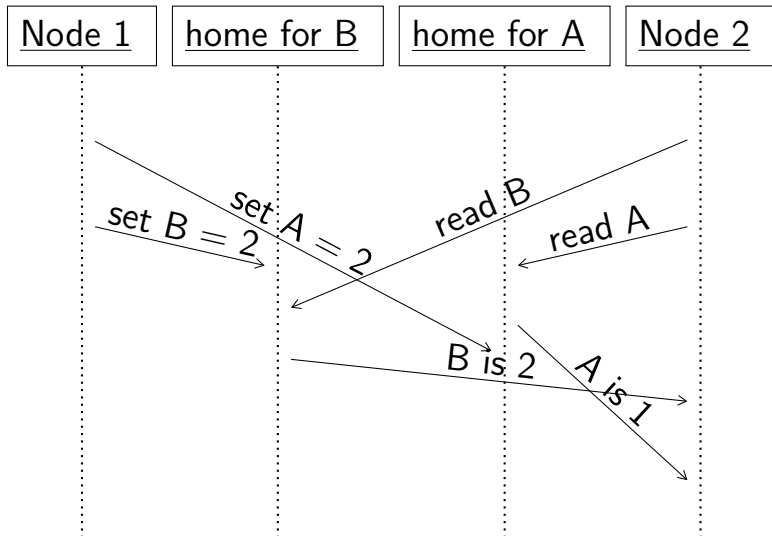 Node 1
home for B
home for A
Node 2
set A = 2
read B
set B = 2
read A
B is 2
A is 1